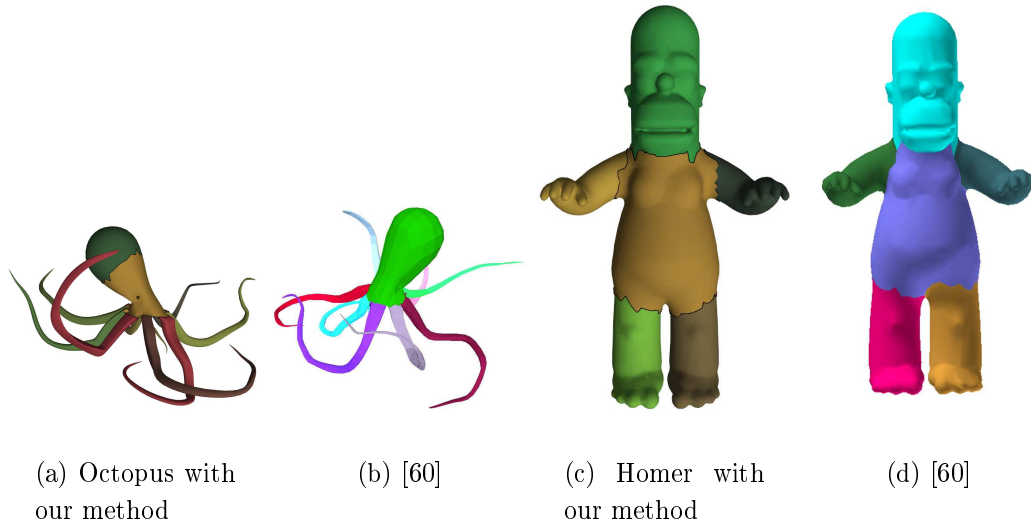 (a) Octopus with
our method
(b) [60]
(c) Homer with
our method
(d) [60]